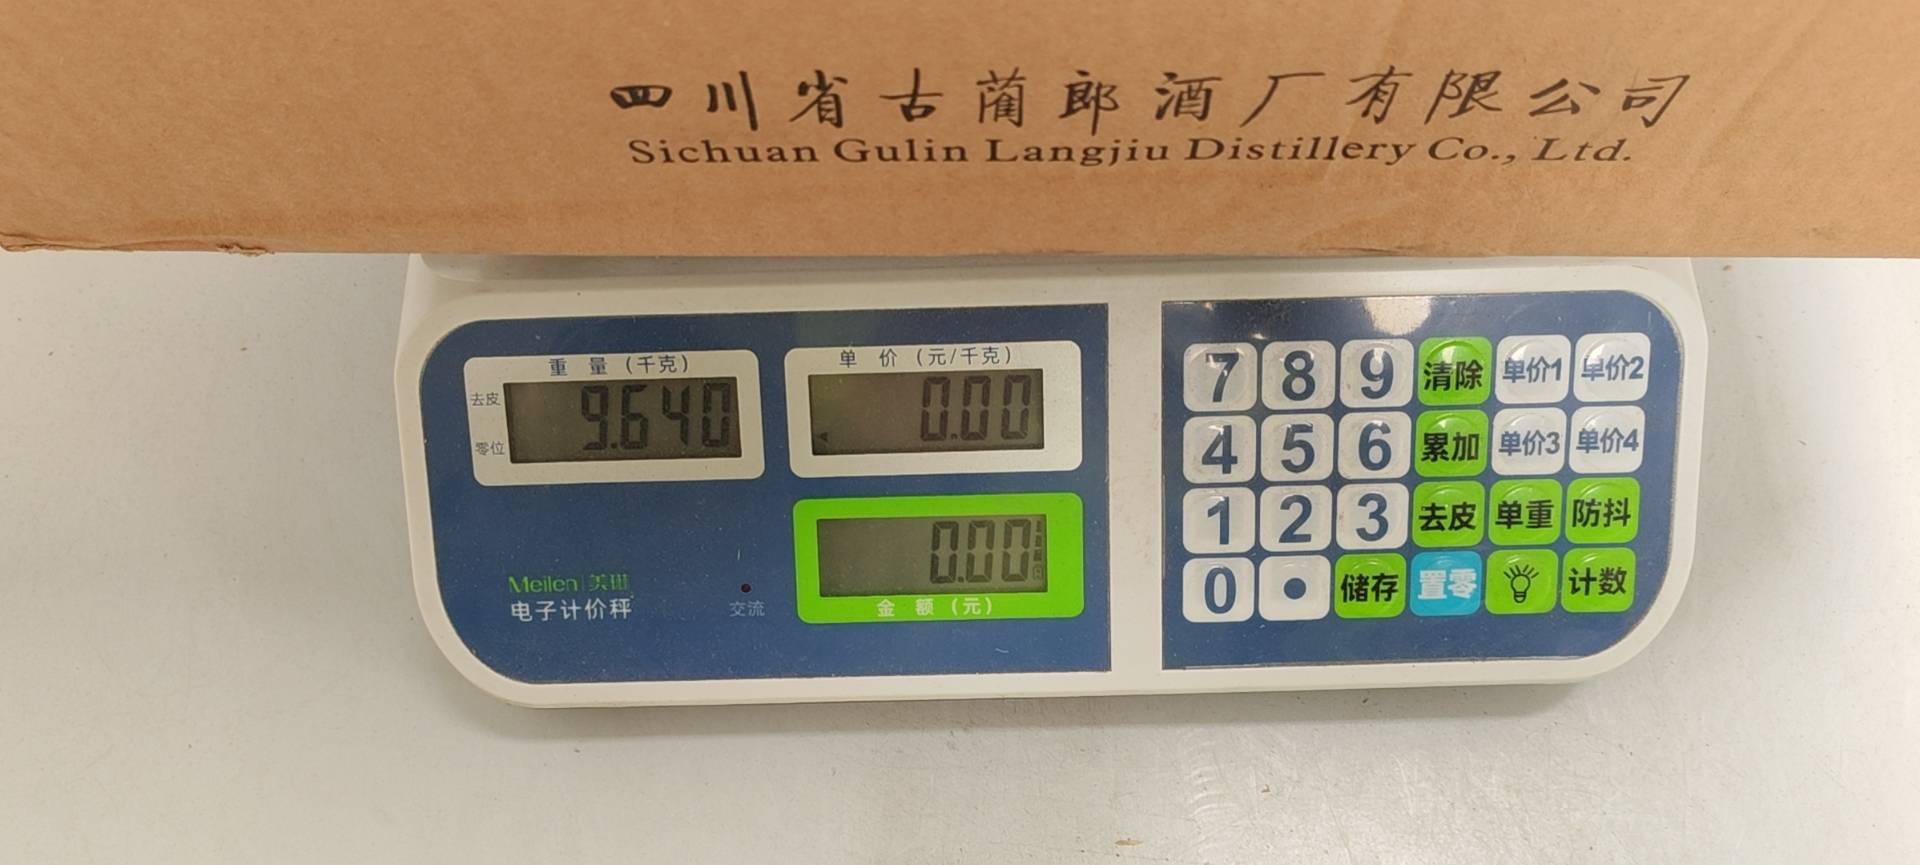 四川省古蔺郎酒厂有限公司
Sichuan Gulin Langjiu Distillery Co., Ltd.
重量(千克)
去皮
零位
9.640
单价(元/千克)
0.00
0.00
金额(元)
Meilen 美
电子计价秤
交流
7 8 9 清除 单价1 单价2
4 5 6 累加 单价3 单价4
1 2 3 去皮 单重 防抖
0 • 储存 置零 计数